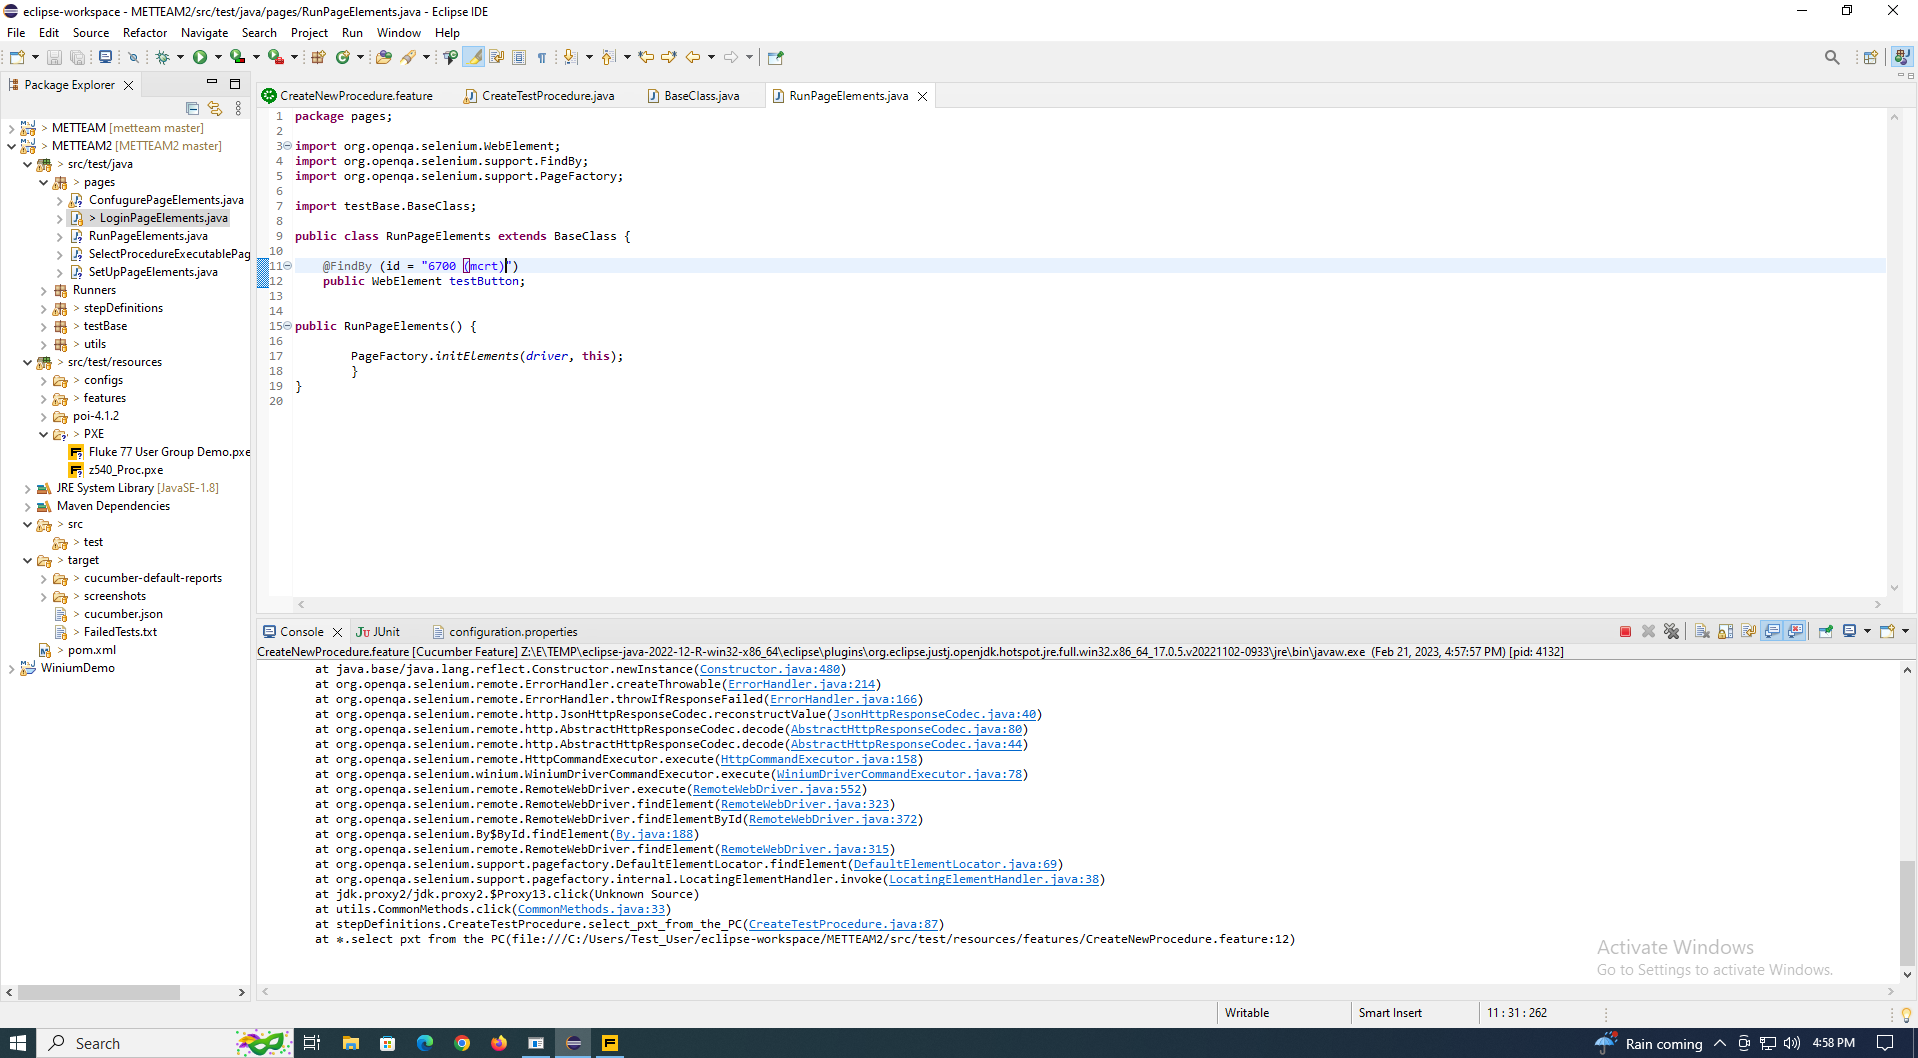 eclipse-workspace - METTEAM2/src/test/java/pages/RunPageElements.java - Eclipse IDE
File Edit Source Refactor Navigate Search Project Run Window Help
Package Explorer
METTEAM [metteam master]
> METTEAM2 [METTEAM2 master]
> src/test/java
> pages
ConfugurePageElements.java
> LoginPageElements.java
RunPageElements.java
SelectProcedureExecutablePag
SetUpPageElements.java
Runners
> stepDefinitions
> testBase
> utils
> src/test/resources
> configs
> features
poi-4.1.2
> PXE
Fluke 77 User Group Demo.pxe
z540_Proc.pxe
JRE System Library [JavaSE-1.8]
Maven Dependencies
> src
> test
> target
> cucumber-default-reports
> screenshots
> cucumber.json
> FailedTests.txt
> pom.xml
WiniumDemo
CreateNewProcedure.feature CreateTestProcedure.java BaseClass.java RunPageElements.java
1 package pages;
2
3 import org.openqa.selenium.WebElement;
4 import org.openqa.selenium.support.FindBy;
5 import org.openqa.selenium.support.PageFactory;
6
7 import testBase.BaseClass;
8
9 public class RunPageElements extends BaseClass {
10
11 @FindBy (id = "6700 (mcrt)")
12 public WebElement testButton;
13
14
15 public RunPageElements() {
16
17 PageFactory.initElements(driver, this);
18 }
19 }
20
Console JUnit configuration.properties
CreateNewProcedure.feature [Cucumber Feature] Z:\E\TEMP\eclipse-java-2022-12-R-win32-x86_64\eclipse\plugins\org.eclipse.justj.openjdk.hotspot.jre.full.win32.x86_64_17.0.5.v20221102-0933\jre\bin\javaw.exe (Feb 21, 2023, 4:57:57 PM) [pid: 4132]
at java.base/java.lang.reflect.Constructor.newInstance(Constructor.java:480)
at org.openqa.selenium.remote.ErrorHandler.createThrowable(ErrorHandler.java:214)
at org.openqa.selenium.remote.ErrorHandler.throwIfResponseFailed(ErrorHandler.java:166)
at org.openqa.selenium.remote.http.JsonHttpResponseCodec.reconstructValue(JsonHttpResponseCodec.java:40)
at org.openqa.selenium.remote.http.AbstractHttpResponseCodec.decode(AbstractHttpResponseCodec.java:80)
at org.openqa.selenium.remote.http.AbstractHttpResponseCodec.decode(AbstractHttpResponseCodec.java:44)
at org.openqa.selenium.remote.HttpCommandExecutor.execute(HttpCommandExecutor.java:158)
at org.openqa.selenium.winium.WiniumDriverCommandExecutor.execute(WiniumDriverCommandExecutor.java:78)
at org.openqa.selenium.remote.RemoteWebDriver.execute(RemoteWebDriver.java:552)
at org.openqa.selenium.remote.RemoteWebDriver.findElement(RemoteWebDriver.java:323)
at org.openqa.selenium.remote.RemoteWebDriver.findElementById(RemoteWebDriver.java:372)
at org.openqa.selenium.By$ById.findElement(By.java:188)
at org.openqa.selenium.remote.RemoteWebDriver.findElement(RemoteWebDriver.java:315)
at org.openqa.selenium.support.pagefactory.DefaultElementLocator.findElement(DefaultElementLocator.java:69)
at org.openqa.selenium.support.pagefactory.internal.LocatingElementHandler.invoke(LocatingElementHandler.java:38)
at jdk.proxy2/jdk.proxy2.$Proxy13.click(Unknown Source)
at utils.CommonMethods.click(CommonMethods.java:33)
at stepDefinitions.CreateTestProcedure.select_pxt_from_the_PC(CreateTestProcedure.java:87)
at *.select pxt from the PC(file:///C:/Users/Test_User/eclipse-workspace/METTEAM2/src/test/resources/features/CreateNewProcedure.feature:12)
Activate Windows
Go to Settings to activate Windows.
Writable Smart Insert 11 : 31 : 262
Search Rain coming 4:58 PM